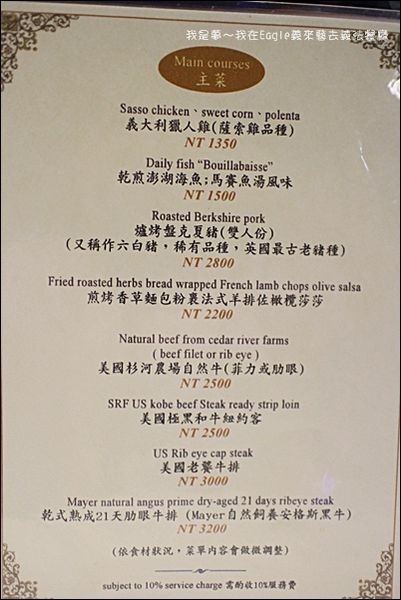 我是夢～我在Eagle義來藝去義法餐廳
Main courses
主菜
Sasso chicken、sweet corn、polenta
義大利獵人雞(薩索雞品種)
NT 1350
Daily fish “Bouillabaisse”
乾煎澎湖海魚;馬賽魚湯風味
NT 1500
Roasted Berkshire pork
爐烤盤克夏豬(雙人份)
(又稱作六白豬，稀有品種，英國最古老豬種)
NT 2800
Fried roasted herbs bread wrapped French lamb chops olive salsa
煎烤香草麵包粉裹法式羊排佐橄欖莎莎
NT 2200
Natural beef from cedar river farms
( beef filet or rib eye )
美國杉河農場自然牛(菲力或肋眼)
NT 2500
SRF US kobe beef Steak ready strip loin
美國極黑和牛紐約客
NT 2500
US Rib eye cap steak
美國老饕牛排
NT 3000
Mayer natural angus prime dry-aged 21 days ribeye steak
乾式熟成21天肋眼牛排 (Mayer自然飼養安格斯黑牛)
NT 3200
(依食材狀況，菜單內容會做微調整)
subject to 10% service charge 需酌收10%服務費